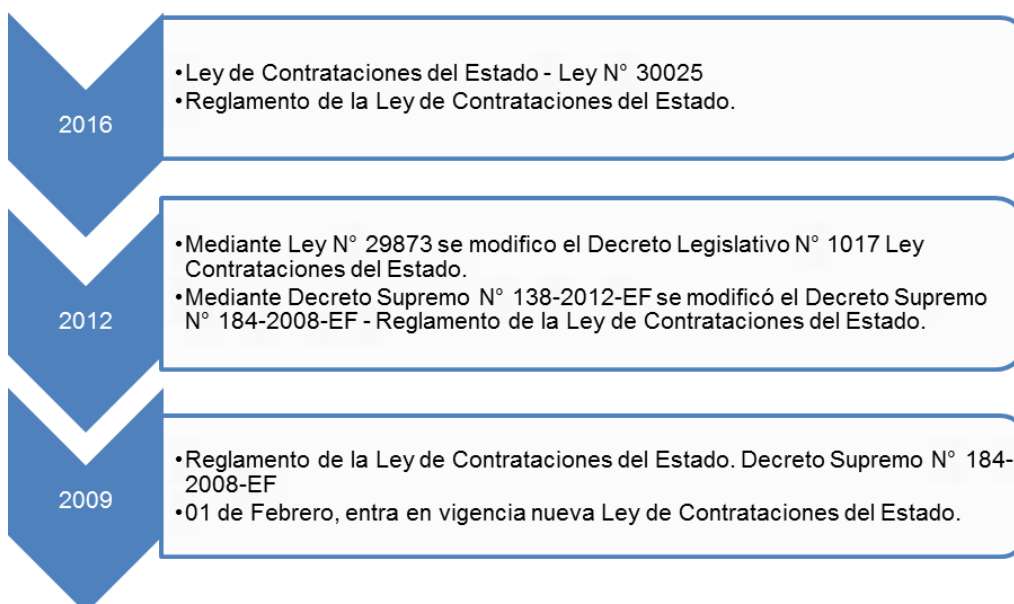 2016
•Ley de Contrataciones del Estado - Ley N° 30025
•Reglamento de la Ley de Contrataciones del Estado.
2012
•Mediante Ley N° 29873 se modifico el Decreto Legislativo N° 1017 Ley
Contrataciones del Estado.
•Mediante Decreto Supremo N° 138-2012-EF se modificó el Decreto Supremo
N° 184-2008-EF - Reglamento de la Ley de Contrataciones del Estado.
2009
•Reglamento de la Ley de Contrataciones del Estado. Decreto Supremo N° 184-
2008-EF
•01 de Febrero, entra en vigencia nueva Ley de Contrataciones del Estado.